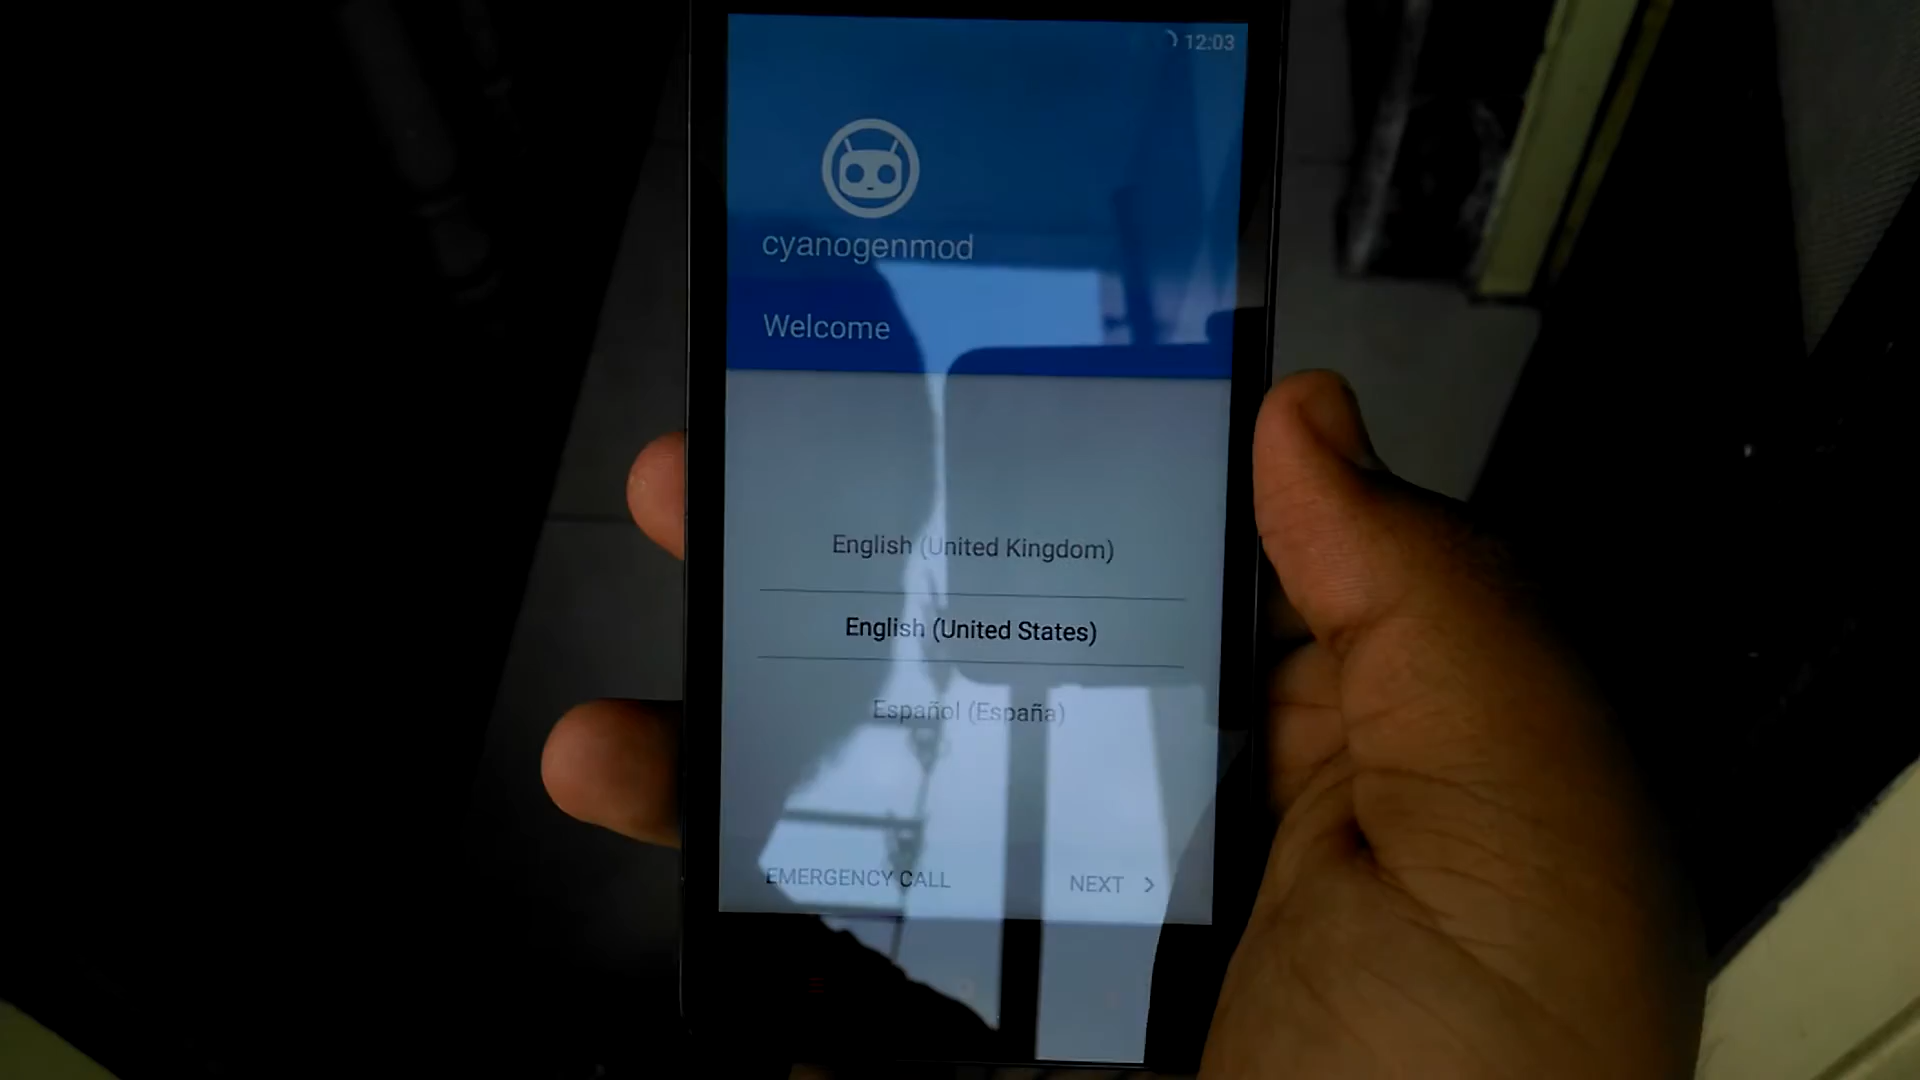 12:03
cyanogenmod
Welcome
English (United Kingdom)
English (United States)
Español (España)
EMERGENCY CALL
NEXT